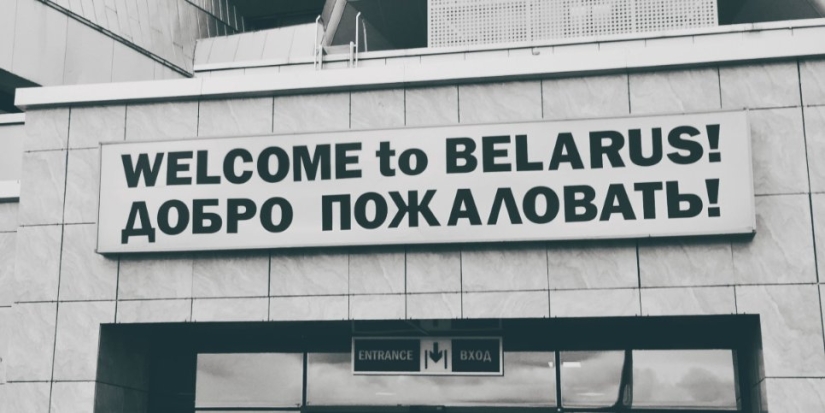 WELCOME to BELARUS!
ДОБРО ПОЖАЛОВАТЬ!
ENTRANCE ВХОД